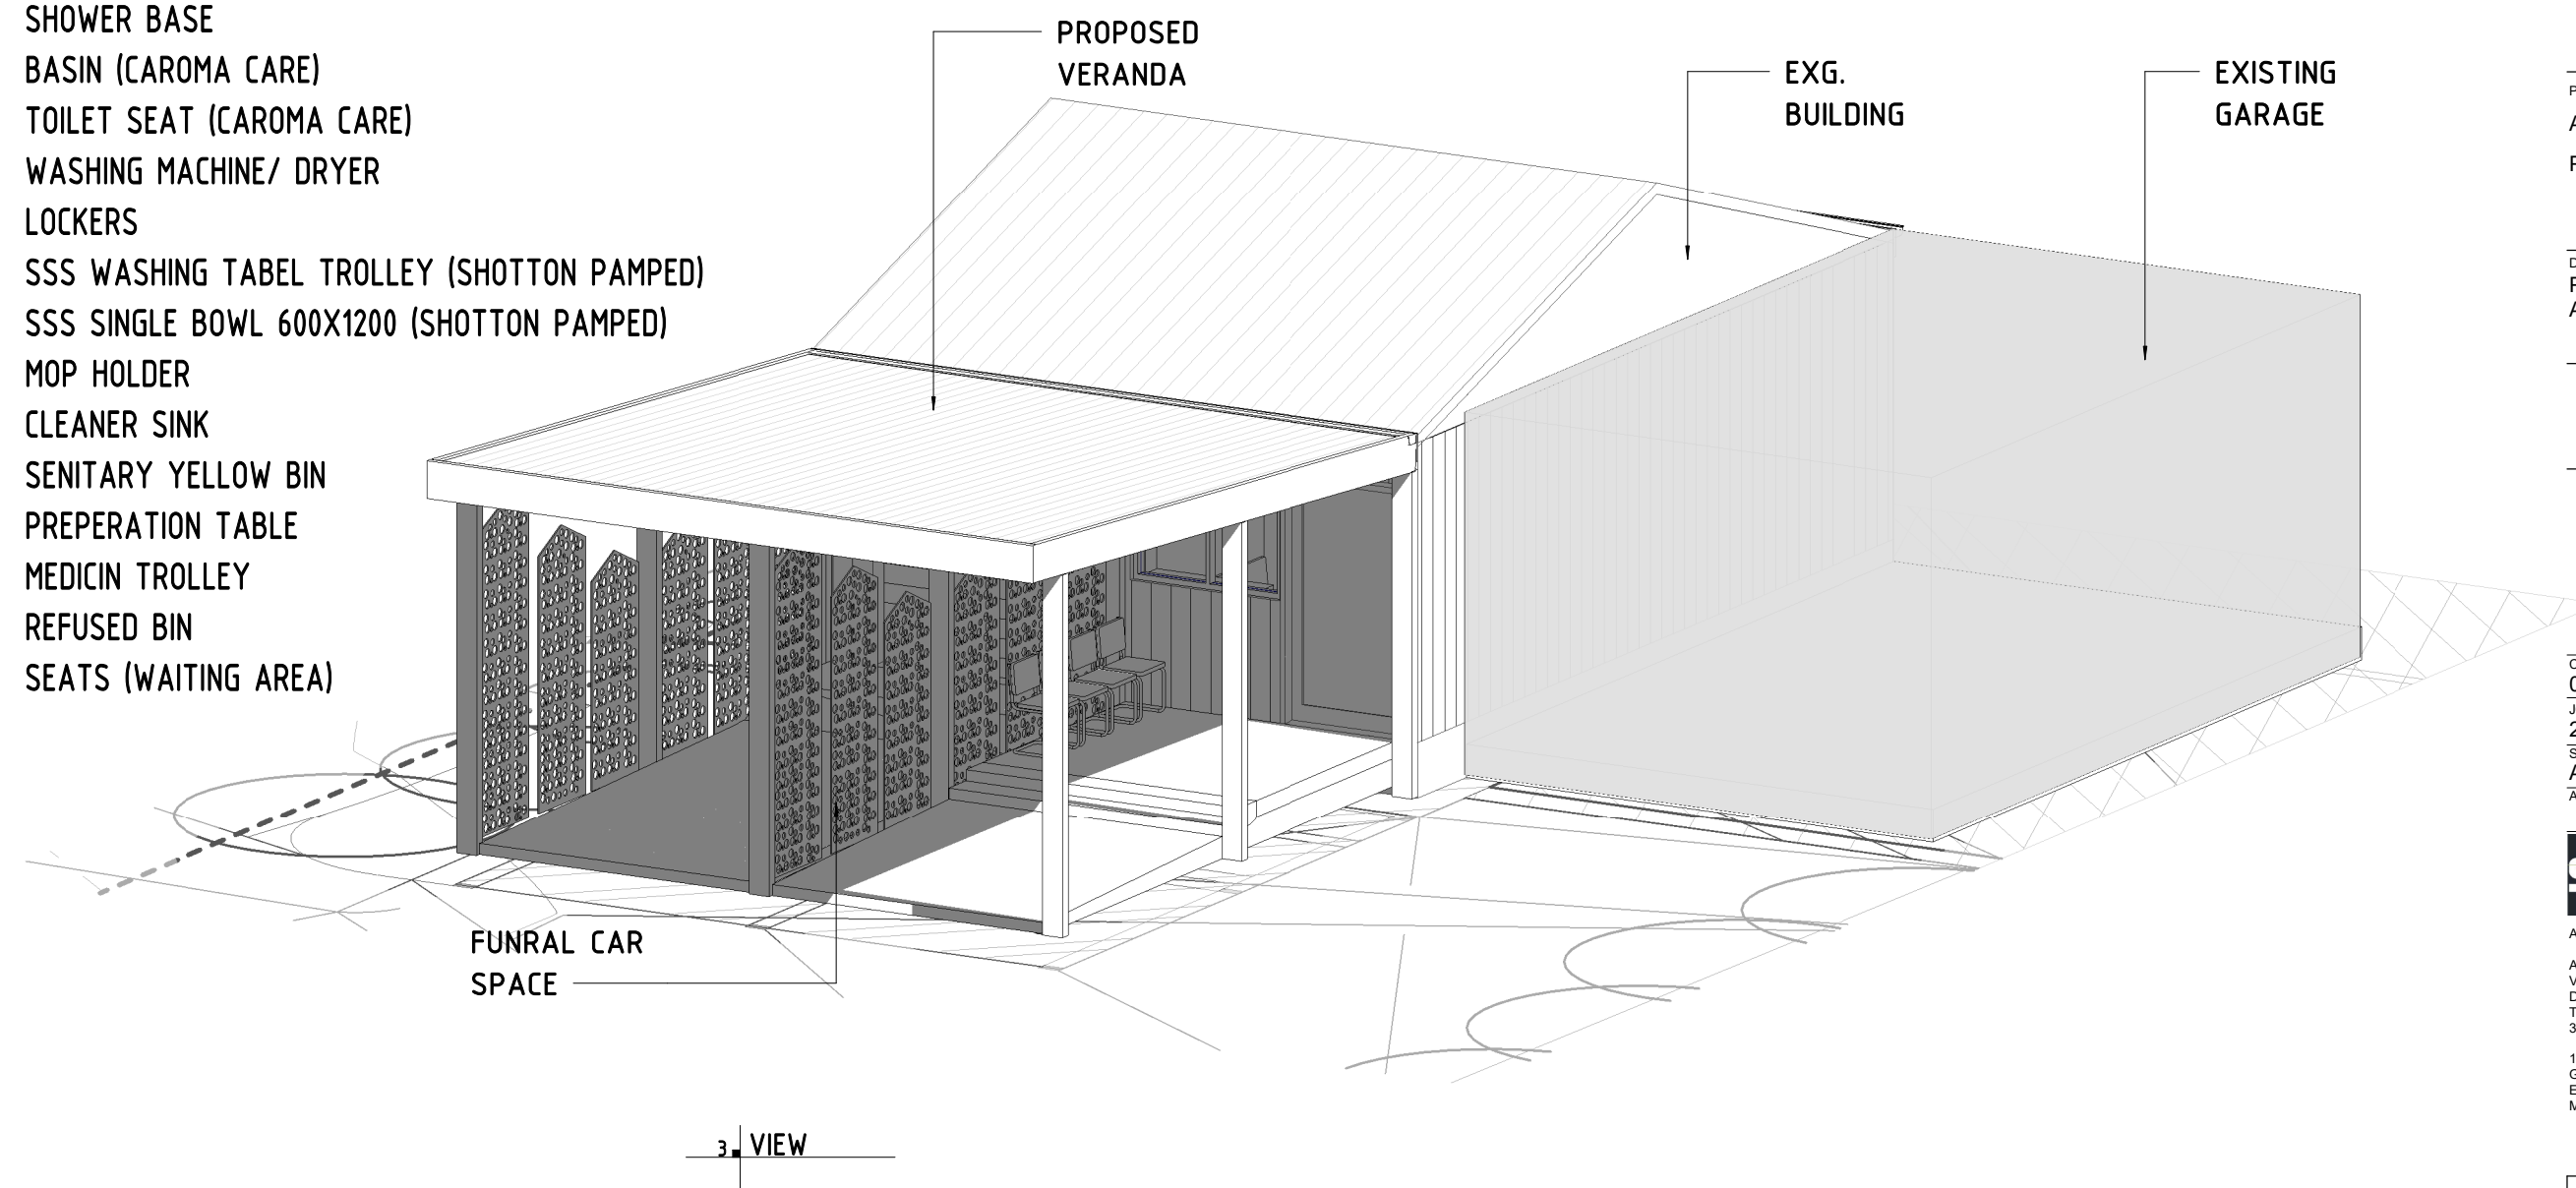 SHOWER BASE
BASIN (CAROMA CARE)
TOILET SEAT (CAROMA CARE)
WASHING MACHINE/ DRYER
LOCKERS
SSS WASHING TABEL TROLLEY (SHOTTON PAMPED)
SSS SINGLE BOWL 600X1200 (SHOTTON PAMPED)
MOP HOLDER
CLEANER SINK
SENITARY YELLOW BIN
PREPERATION TABLE
MEDICIN TROLLEY
REFUSED BIN
SEATS (WAITING AREA)
PROPOSED
VERANDA
EXG.
BUILDING
EXISTING
GARAGE
FUNRAL CAR
SPACE
3 VIEW